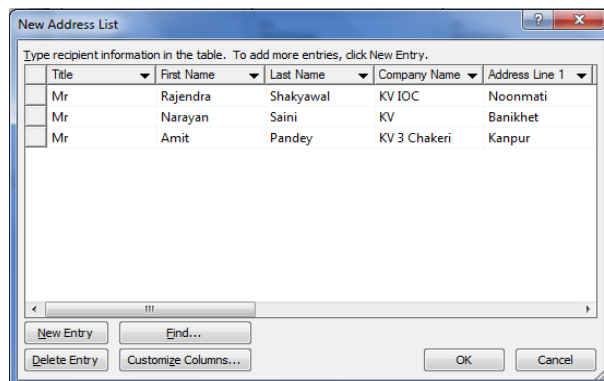 New Address List
Type recipient information in the table. To add more entries, click New Entry.
Title First Name Last Name Company Name Address Line 1
Mr Rajendra Shakyawal KV IOC Noonmati
Mr Narayan Saini KV Banikhet
Mr Amit Pandey KV 3 Chakeri Kanpur
New Entry Find...
Delete Entry Customize Columns... OK Cancel